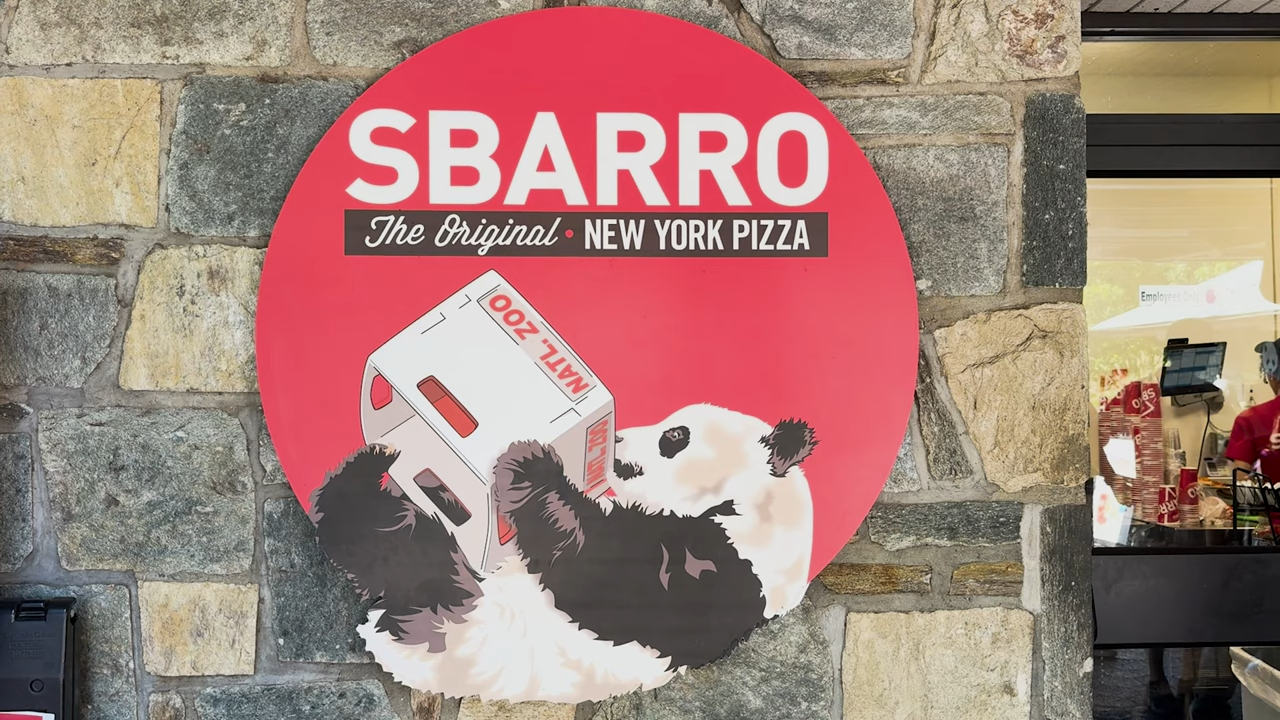 SBARRO
The Original • NEW YORK PIZZA
NATL. ZOO
Employees Only